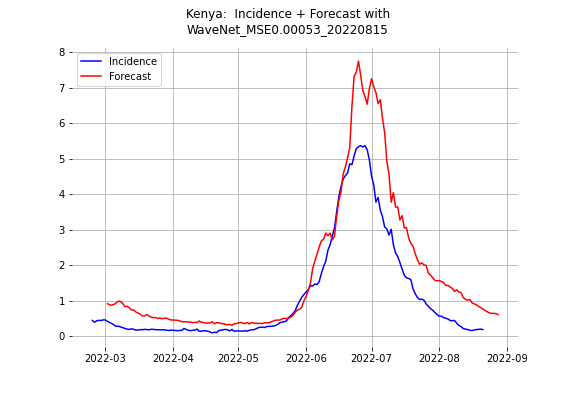 Kenya:  Incidence + Forecast with
WaveNet_MSE0.00053_20220815
Incidence
Forecast
8
7
6
5
4
3
2
1
0
2022-03 2022-04 2022-05 2022-06 2022-07 2022-08 2022-09